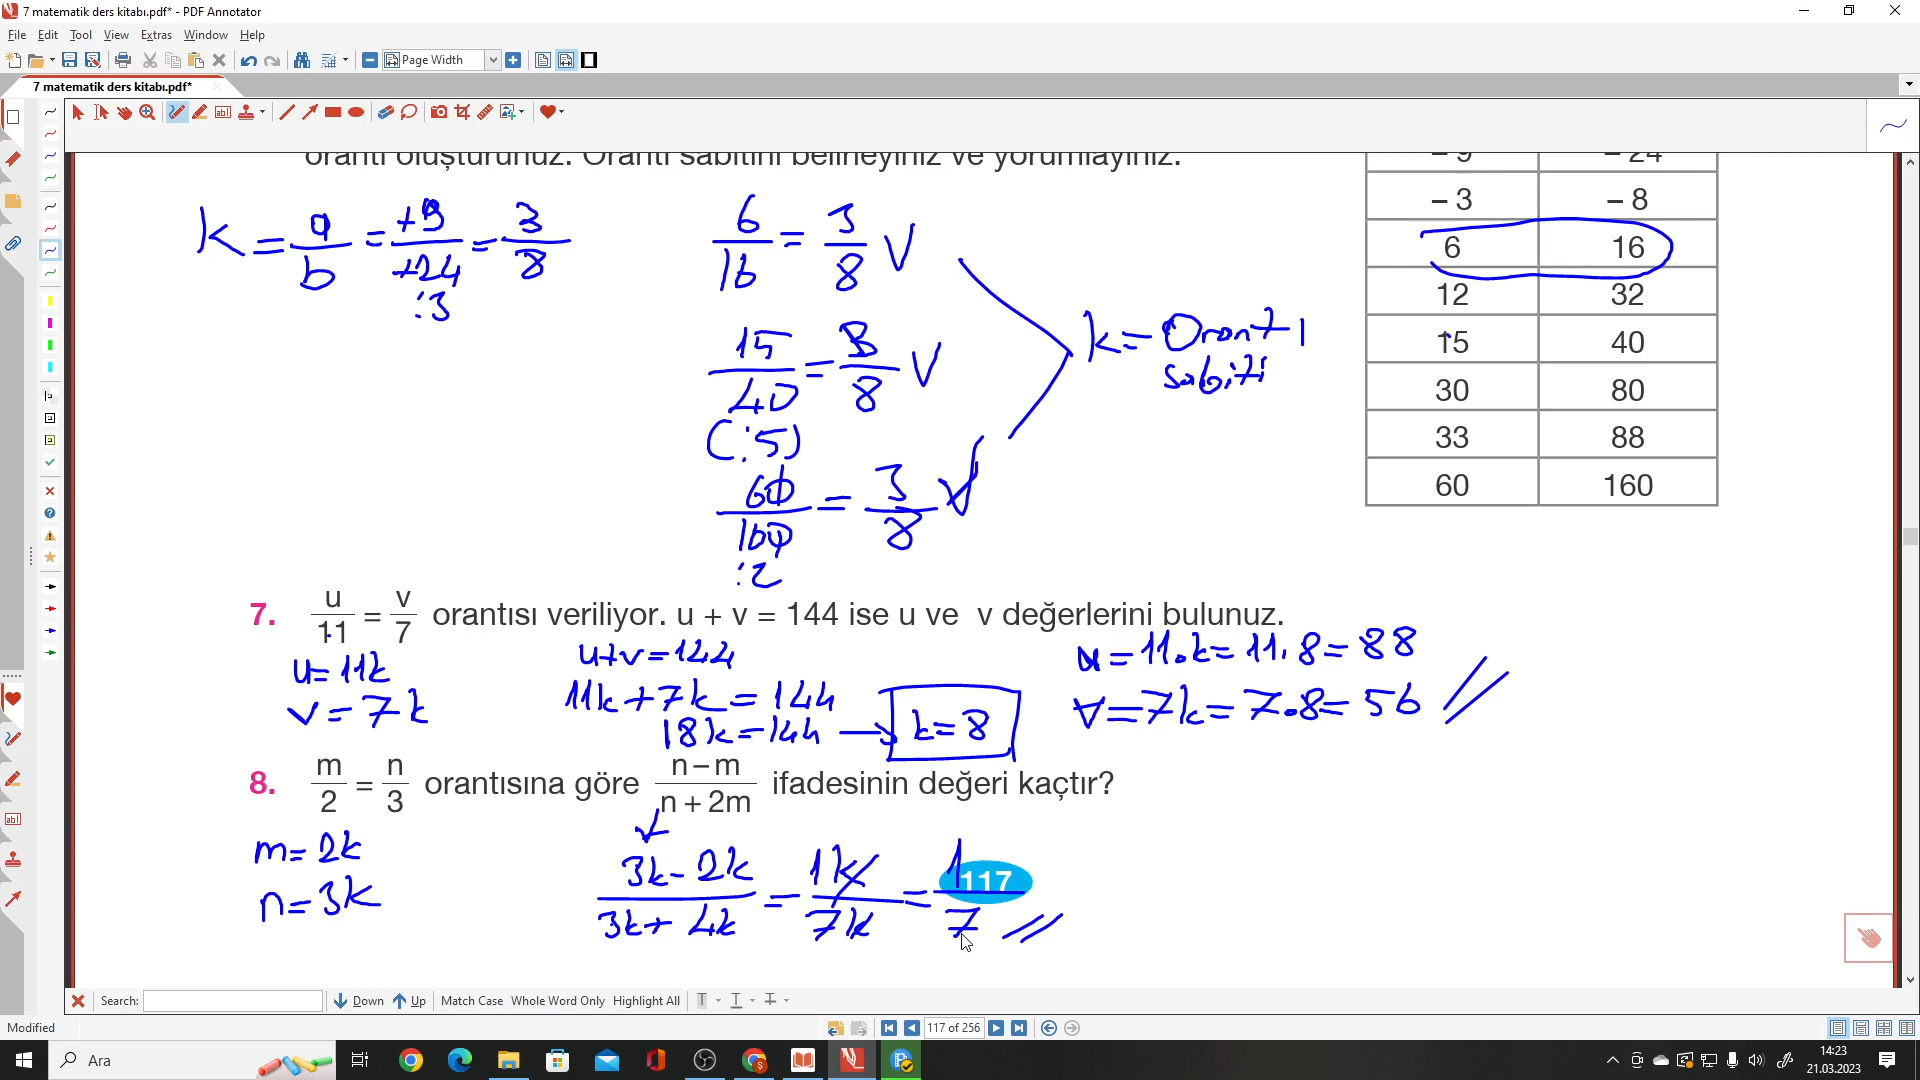 7 matematik ders kitabı.pdf* - PDF Annotator
File Edit Tool View Extras Window Help
Page Width
7 matematik ders kitabı.pdf*
orantı oluşturunuz. Orantı sabitini belirleyiniz ve yorumlayınız.
– 9 – 24
– 3 – 8
6 16
12 32
15 40
30 80
33 88
60 160
k = a/b = +9/+24 = 3/8
:3
6/16 = 3/8 √
15/40 = 3/8 √
(:5)
60/160 = 3/8 √
:2
k = Orantı
sabiti
7. u/11 = v/7 orantısı veriliyor. u + v = 144 ise u ve v değerlerini bulunuz.
u = 11k
v = 7k
u+v=144
11k+7k=144
18k=144 → k=8
u=11.k=11.8=88
v=7k=7.8=56 //
8. m/2 = n/3 orantısına göre n – m/n + 2m ifadesinin değeri kaçtır?
m=2k
n=3k
3k-2k/3k+4k = 1k/7k = 1/7 //
117
Search: Down Up Match Case Whole Word Only Highlight All
Modified
117 of 256
Ara
14:23
21.03.2023